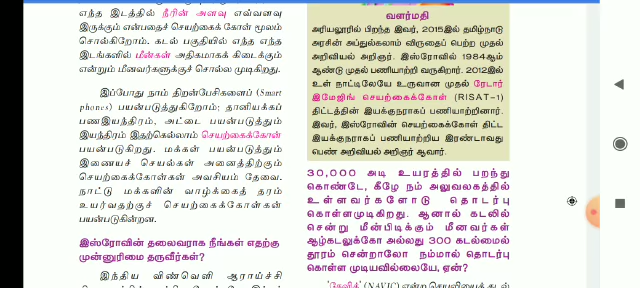 எந்த இடத்தில் நீரின் அளவு எவ்வளவு
இருக்கும் என்பதைச் செயற்கைக் கோள் மூலம்
சொல்கிறோம். கடல் பகுதியில் எந்த எந்த
இடங்களில் மீன்கள் அதிகமாகக் கிடைக்கும்
என்றும் மீனவர்களுக்குச் சொல்ல முடிகிறது.
இப்போது நாம் திறன்பேசிகளைப் (Smart
phones) பயன்படுத்துகிறோம்; தானியக்கப்
பணஇயந்திரம், அட்டை பயன்படுத்தும்
இயந்திரம் இதற்கெல்லாம் செயற்கைக்கோள்
பயன்படுகிறது. மக்கள் பயன்படுத்தும்
இணையச் செயல்கள் அனைத்திற்கும்
செயற்கைக்கோள்கள் அவசியம் தேவை.
நாட்டு மக்களின் வாழ்க்கைத் தரம்
உயர்வதற்குச் செயற்கைக்கோள்கள்
பயன்படுகின்றன.
இஸ்ரோவின் தலைவராக நீங்கள் எதற்கு
முன்னுரிமை தருவீர்கள்?
இந்திய விண்வெளி ஆராய்ச்சி
வளர்மதி
அரியலூரில் பிறந்த இவர், 2015இல் தமிழ்நாடு
அரசின் அப்துல்கலாம் விருதைப் பெற்ற முதல்
அறிவியல் அறிஞர். இஸ்ரோவில் 1984ஆம்
ஆண்டு முதல் பணியாற்றி வருகிறார். 2012இல்
உள் நாட்டிலேயே உருவான முதல் ரேடார்
இமேஜிங் செயற்கைக்கோள் (RISAT-1)
திட்டத்தின் இயக்குநராகப் பணியாற்றினார்.
இவர், இஸ்ரோவின் செயற்கைக்கோள் திட்ட
இயக்குநராகப் பணியாற்றிய இரண்டாவது
பெண் அறிவியல் அறிஞர் ஆவார்.
30,000 அடி உயரத்தில் பறந்து
கொண்டே, கீழே நம் அலுவலகத்தில்
உள்ளவர்களோடு தொடர்பு
கொள்ளமுடிகிறது. ஆனால் கடலில்
சென்று மீன்பிடிக்கும் மீனவர்கள்
ஆழ்கடலுக்கோ அல்லது 300 கடல்மைல்
தூரம் சென்றாலோ நம்மால் தொடர்பு
கொள்ள முடியவில்லையே, ஏன்?
(NAVIC) என்ற செயலியைக் கடல்